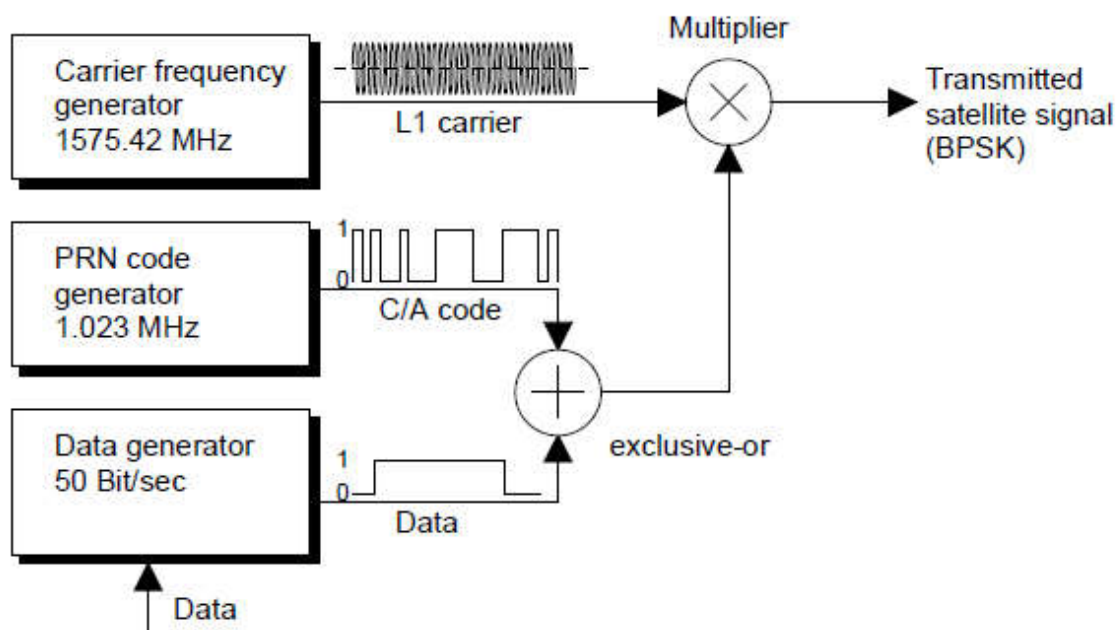 Multiplier
Carrier frequency
generator
1575.42 MHz
L1 carrier
Transmitted
satellite signal
(BPSK)
PRN code
generator
1.023 MHz
1
0
C/A code
Data generator
50 Bit/sec
1
0
Data
exclusive-or
Data